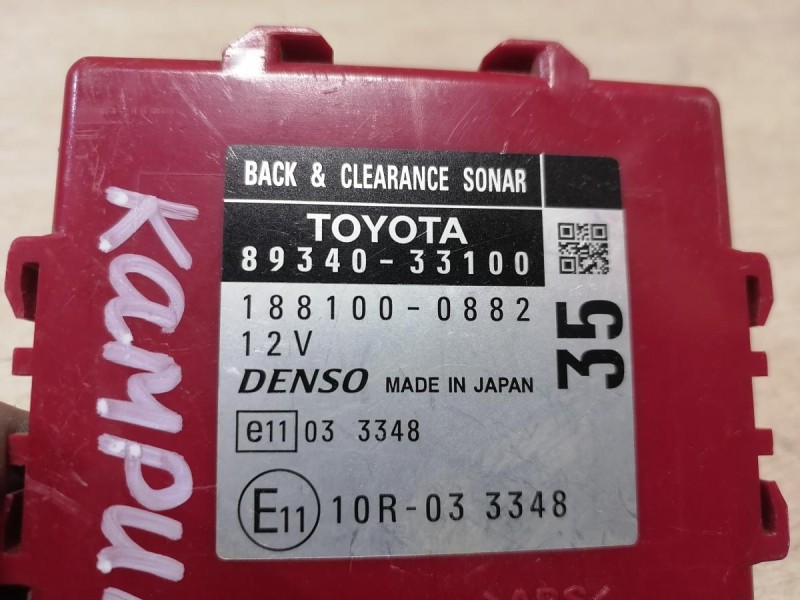 BACK & CLEARANCE SONAR
TOYOTA
89340-33100
188100-0882
12V
DENSO MADE IN JAPAN
35
e11 03 3348
E11 10R-03 3348
>ABS<